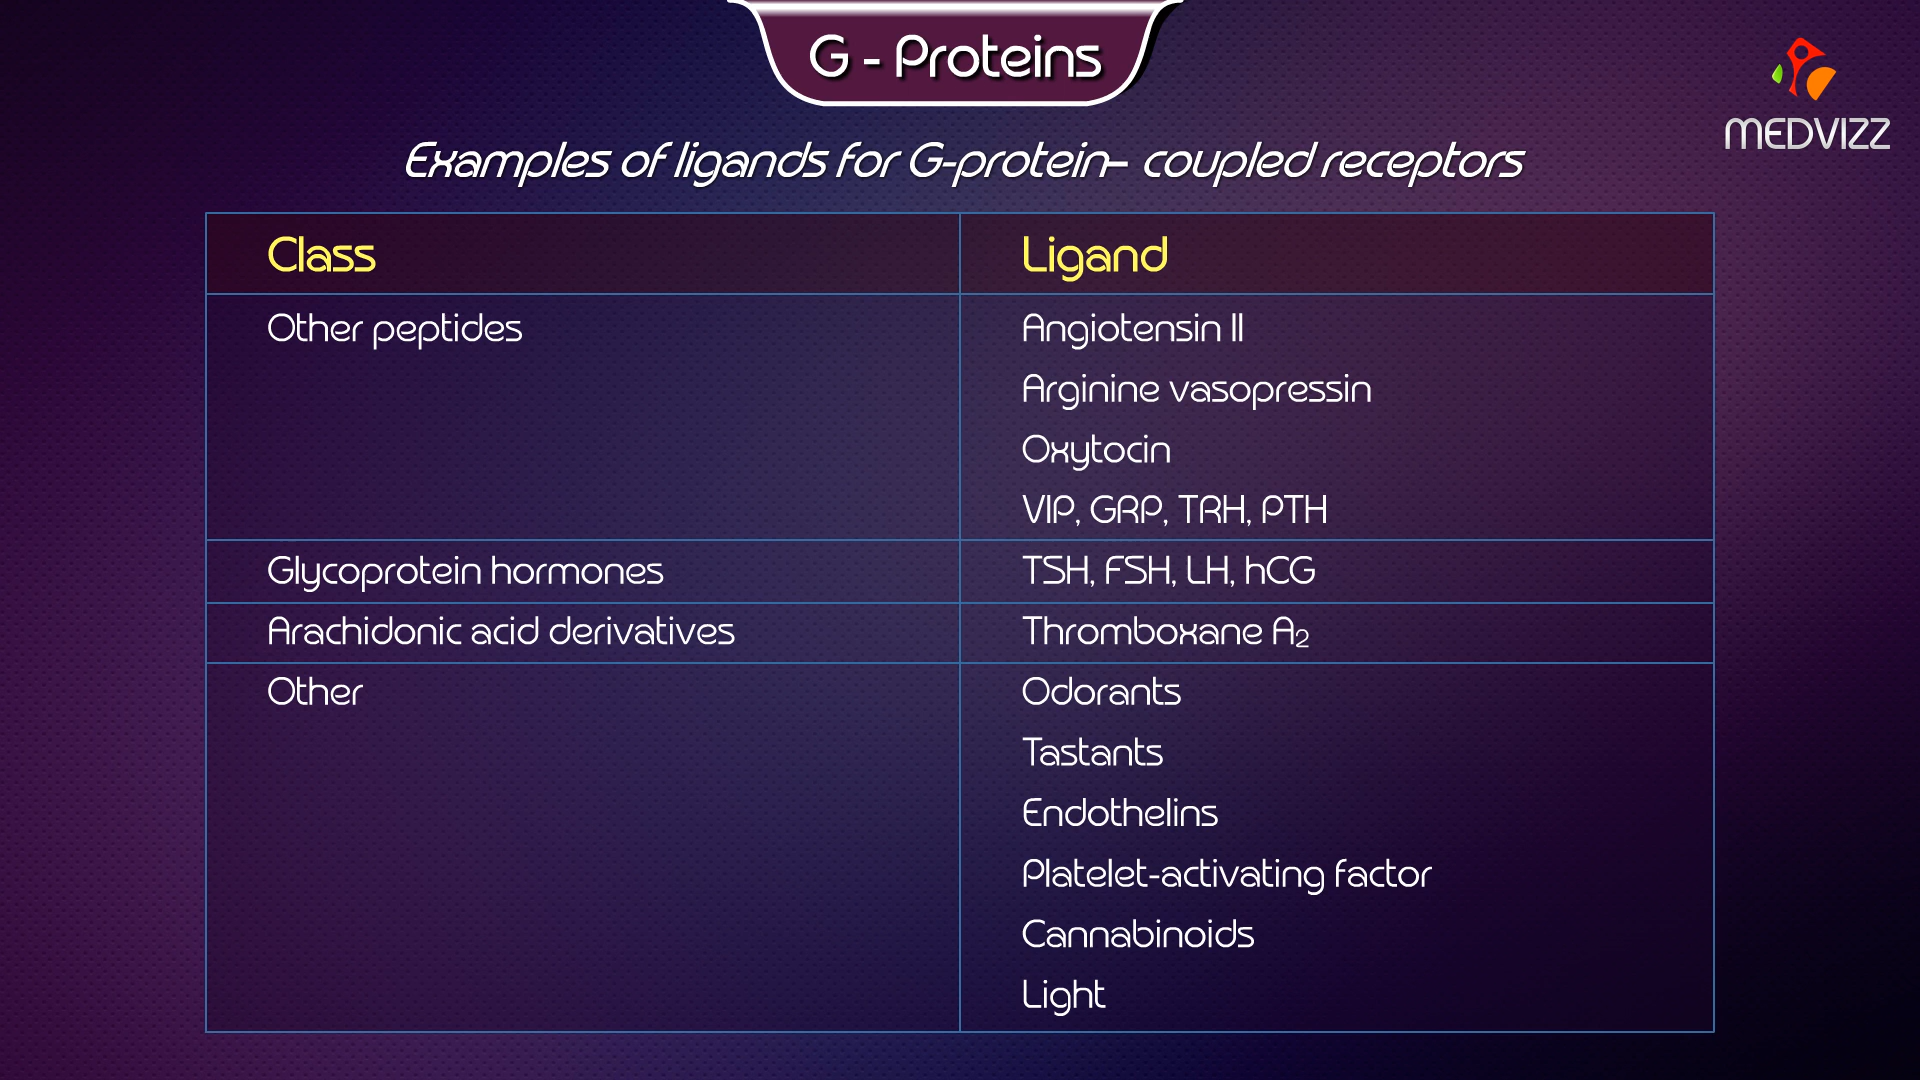 G - Proteins
MEDVIZZ
Examples of ligands for G-protein– coupled receptors
Class Ligand
Other peptides Angiotensin II
Arginine vasopressin
Oxytocin
VIP, GRP, TRH, PTH
Glycoprotein hormones TSH, FSH, LH, hCG
Arachidonic acid derivatives Thromboxane A₂
Other Odorants
Tastants
Endothelins
Platelet-activating factor
Cannabinoids
Light